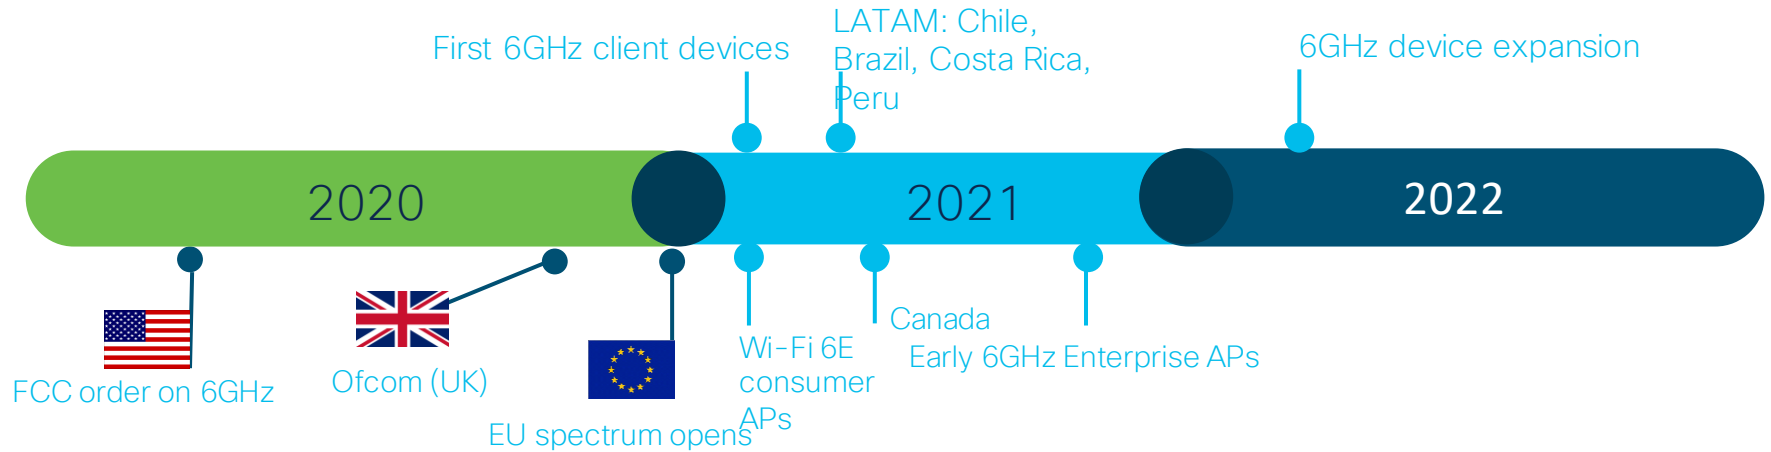 LATAM: Chile,
Brazil, Costa Rica,
Peru
First 6GHz client devices
6GHz device expansion
2020
2021
2022
FCC order on 6GHz
Ofcom (UK)
EU spectrum opens
Wi-Fi 6E
consumer
APs
Canada
Early 6GHz Enterprise APs